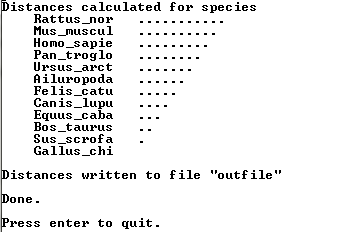 Distances calculated for species
Rattus_nor ...........
Mus_muscul ..........
Homo_sapie .........
Pan_troglo ........
Ursus_arct .......
Ailuropoda ......
Felis_catu .....
Canis_lupu ....
Equus_caba ...
Bos_taurus ..
Sus_scrofa .
Gallus_chi
Distances written to file "outfile"
Done.
Press enter to quit.